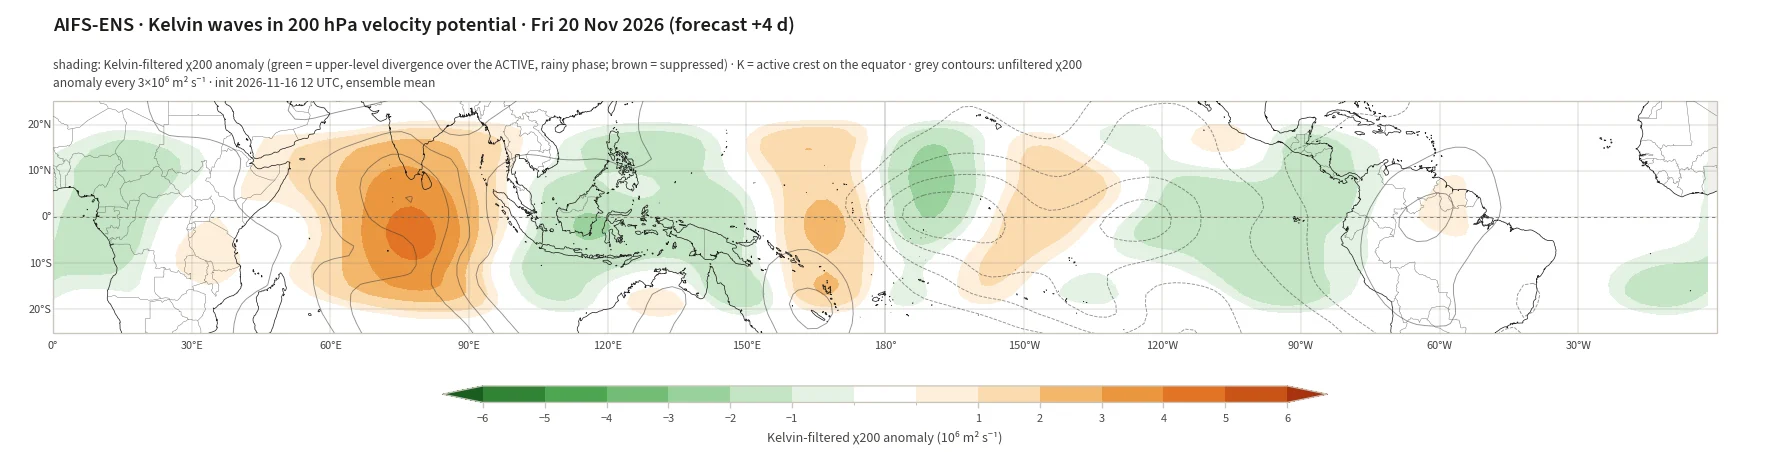 AIFS-ENS · Kelvin waves in 200 hPa velocity potential · Fri 20 Nov 2026 (forecast +4 d)
shading: Kelvin-filtered χ200 anomaly (green = upper-level divergence over the ACTIVE, rainy phase; brown = suppressed) · K = active crest on the equator · grey contours: unfiltered χ200
anomaly every 3×10⁶ m² s⁻¹ · init 2026-11-16 12 UTC, ensemble mean
20°N
10°N
0°
10°S
20°S
0° 30°E 60°E 90°E 120°E 150°E 180° 150°W 120°W 90°W 60°W 30°W
−6 −5 −4 −3 −2 −1 1 2 3 4 5 6
Kelvin-filtered χ200 anomaly (10⁶ m² s⁻¹)